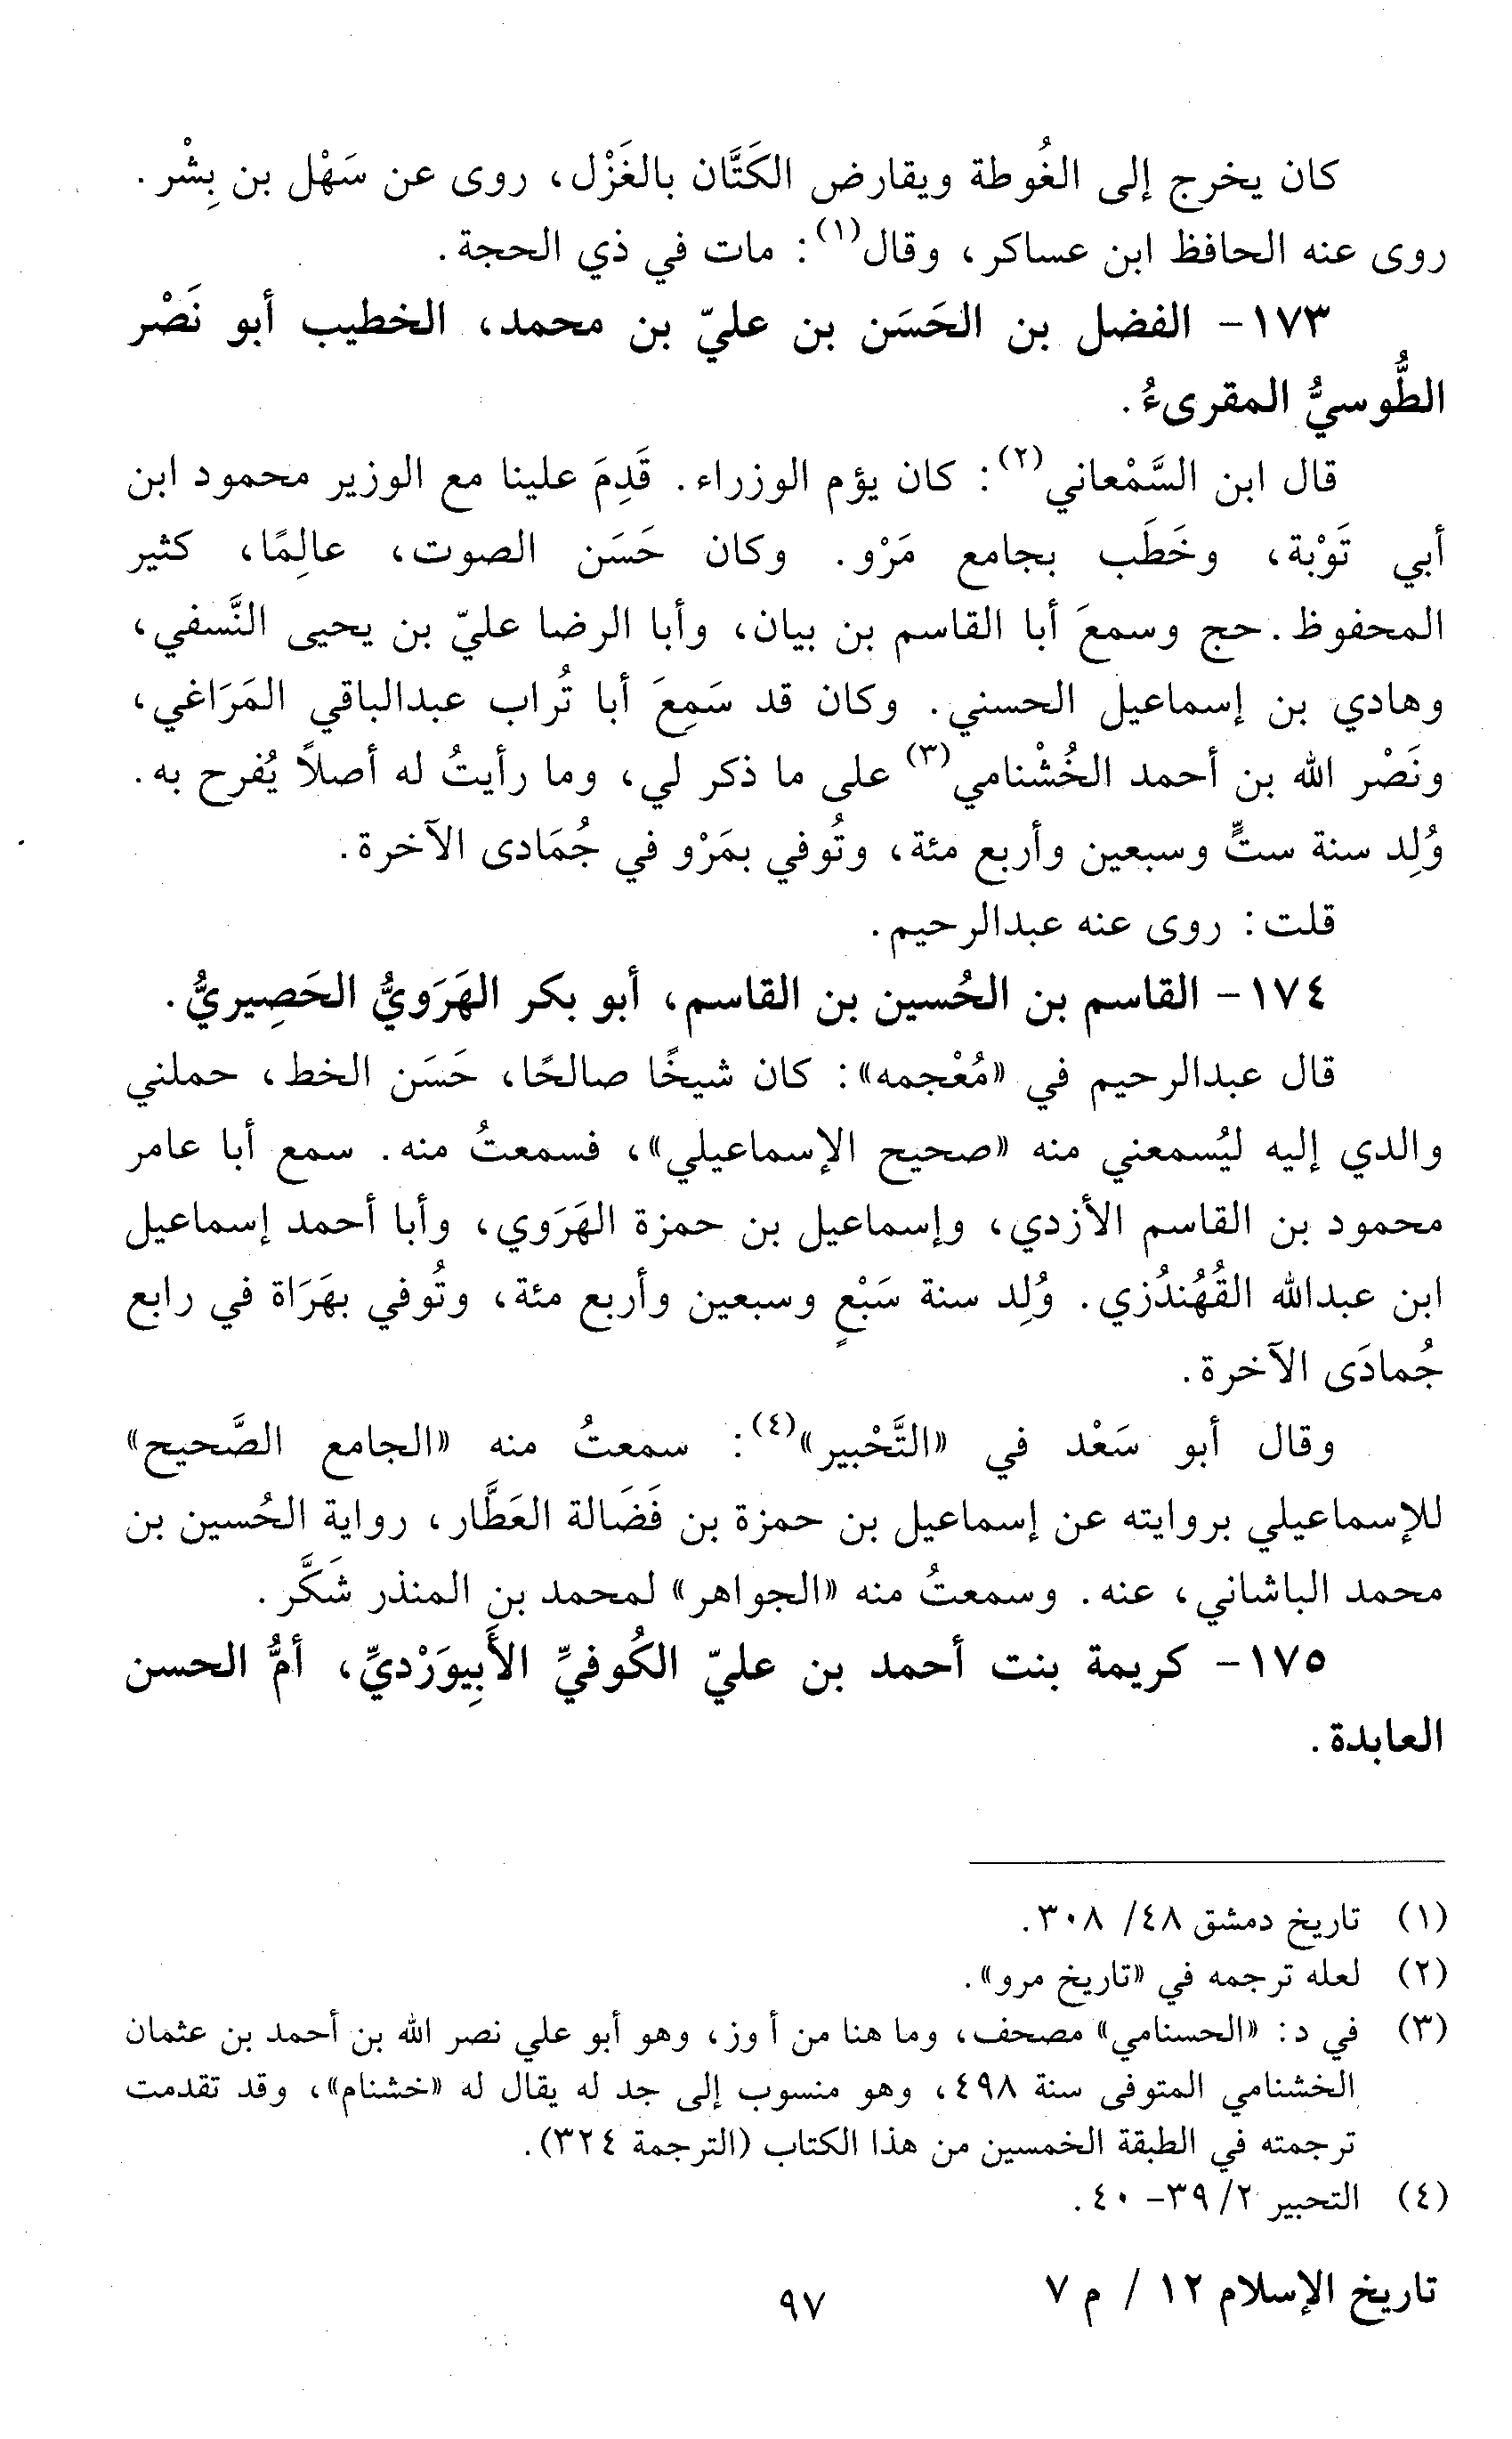 كان يخرج إلى الغُوطة ويقارض الكَتَّان بالغَزْل، روى عن سَهْل بن بِشْر.
روى عنه الحافظ ابن عساكر، وقال(١): مات في ذي الحجة.
١٧٣- الفضل بن الحَسَن بن عليّ بن محمد، الخطيب أبو نَصْر
الطُّوسيُّ المقرىءُ.
قال ابن السَّمْعاني(٢): كان يؤم الوزراء. قَدِمَ علينا مع الوزير محمود ابن
أبي تَوْبة، وخَطَب بجامع مَرْو. وكان حَسَن الصوت، عالِمًا، كثير
المحفوظ. حج وسمعَ أبا القاسم بن بيان، وأبا الرضا عليّ بن يحيى النَّسفي،
وهادي بن إسماعيل الحسني. وكان قد سَمِعَ أبا تُراب عبدالباقي المَرَاغي،
ونَصْر الله بن أحمد الخُشْنامي(٣) على ما ذكر لي، وما رأيتُ له أصلاً يُفرح به.
وُلِد سنة ستٍّ وسبعين وأربع مئة، وتُوفي بمَرْو في جُمَادى الآخرة.
قلت: روى عنه عبدالرحيم.
١٧٤- القاسم بن الحُسين بن القاسم، أبو بكر الهَرَويُّ الحَصِيريُّ.
قال عبدالرحيم في «مُعْجمه»: كان شيخًا صالحًا، حَسَن الخط، حملني
والدي إليه ليُسمعني منه «صحيح الإسماعيلي»، فسمعتُ منه. سمع أبا عامر
محمود بن القاسم الأزدي، وإسماعيل بن حمزة الهَرَوي، وأبا أحمد إسماعيل
ابن عبدالله القُهُندُزي. وُلِد سنة سَبْعٍ وسبعين وأربع مئة، وتُوفي بهَرَاة في رابع
جُمادَى الآخرة.
وقال أبو سَعْد في «التَّحْبير»(٤): سمعتُ منه «الجامع الصَّحيح»
للإسماعيلي بروايته عن إسماعيل بن حمزة بن فَضَالة العَطَّار، رواية الحُسين بن
محمد الباشاني، عنه. وسمعتُ منه «الجواهر» لمحمد بن المنذر شَكَّر.
١٧٥- كريمة بنت أحمد بن عليّ الكُوفيِّ الأَبِيوَرْديِّ، أمُّ الحسن
العابدة.
(١) تاريخ دمشق ٤٨/ ٣٠٨.
(٢) لعله ترجمه في «تاريخ مرو».
(٣) في د: «الحسنامي» مصحف، وما هنا من أ وز، وهو أبو علي نصر الله بن أحمد بن عثمان
الخشنامي المتوفى سنة ٤٩٨، وهو منسوب إلى جد له يقال له «خشنام»، وقد تقدمت
ترجمته في الطبقة الخمسين من هذا الكتاب (الترجمة ٣٢٤).
(٤) التحبير ٢/ ٣٩- ٤٠.
تاريخ الإسلام ١٢ / م ٧
٩٧